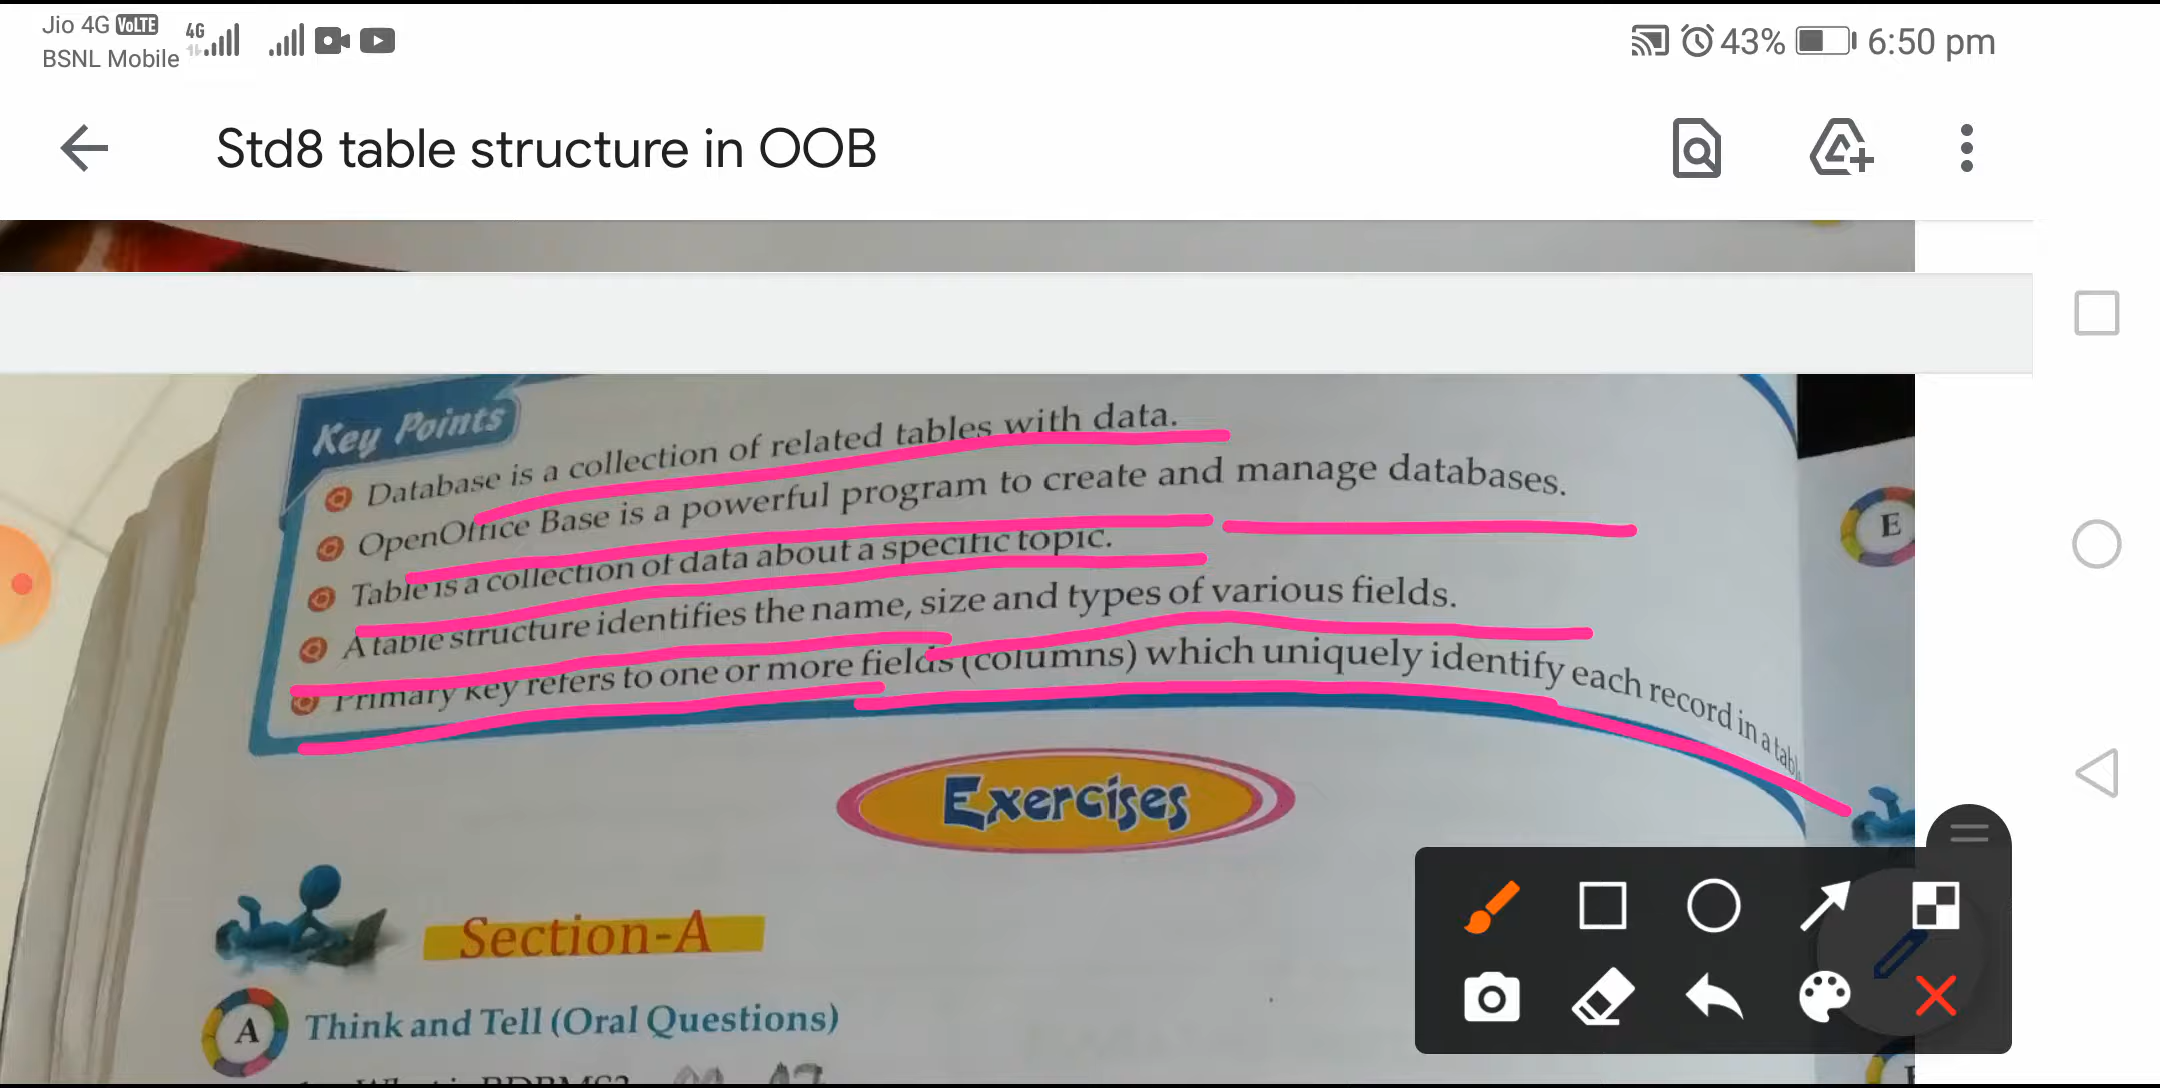 Jio 4G VoLTE
BSNL Mobile
4G
43%
6:50 pm
Std8 table structure in OOB
Key Points
Database is a collection of related tables with data.
OpenOffice Base is a powerful program to create and manage databases.
Table is a collection of data about a specific topic.
A table structure identifies the name, size and types of various fields.
Primary key refers to one or more fields (columns) which uniquely identify each record in a
E
Exercises
Section-A
A Think and Tell (Oral Questions)